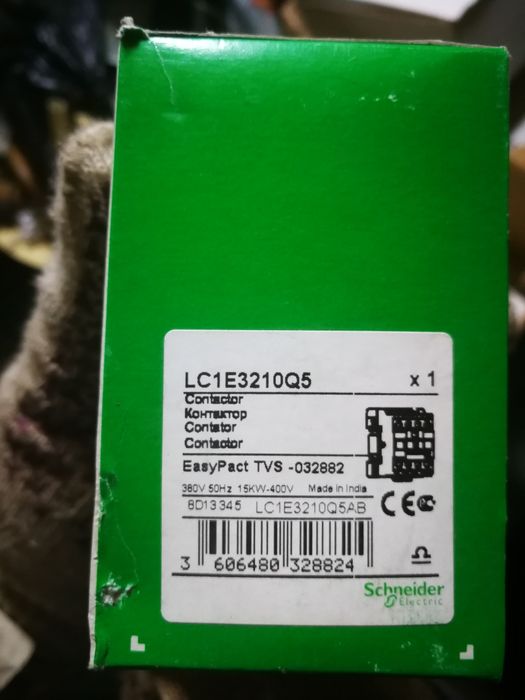 LC1E3210Q5 x 1
Contactor
Контактор
Contator
Contactor
EasyPact TVS -032882
380V 50Hz 15KW-400V Made in India
8D13345 LC1E3210Q5AB
CE
3 606480 328824
Schneider
Electric